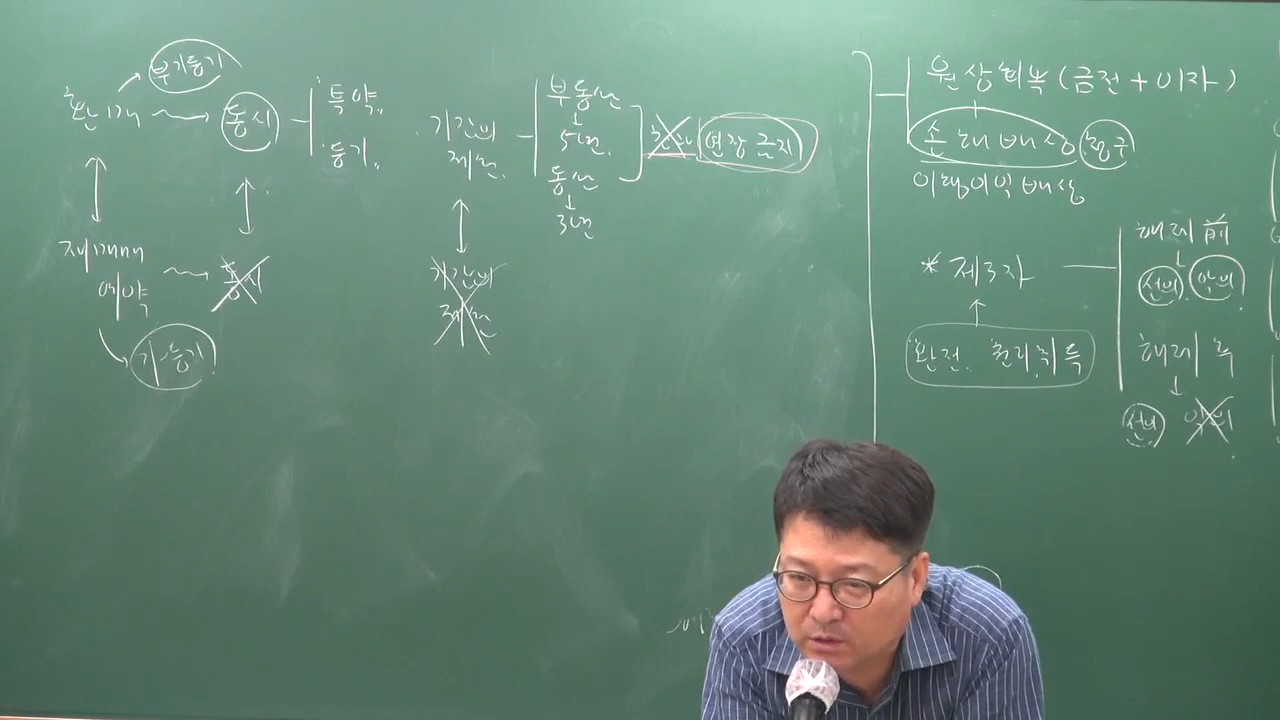 부기등기
환매
동시
특약
등기
재매매
예약
동시
가등기
기간의
제한
부동산
5년
동산
3년
연장 금지
기간의
제한
원상회복 (금전 + 이자)
손해배상 청구
이행이익 배상
* 제3자
완전 권리취득
해제 前
선의 악의
해제 후
선의 악의